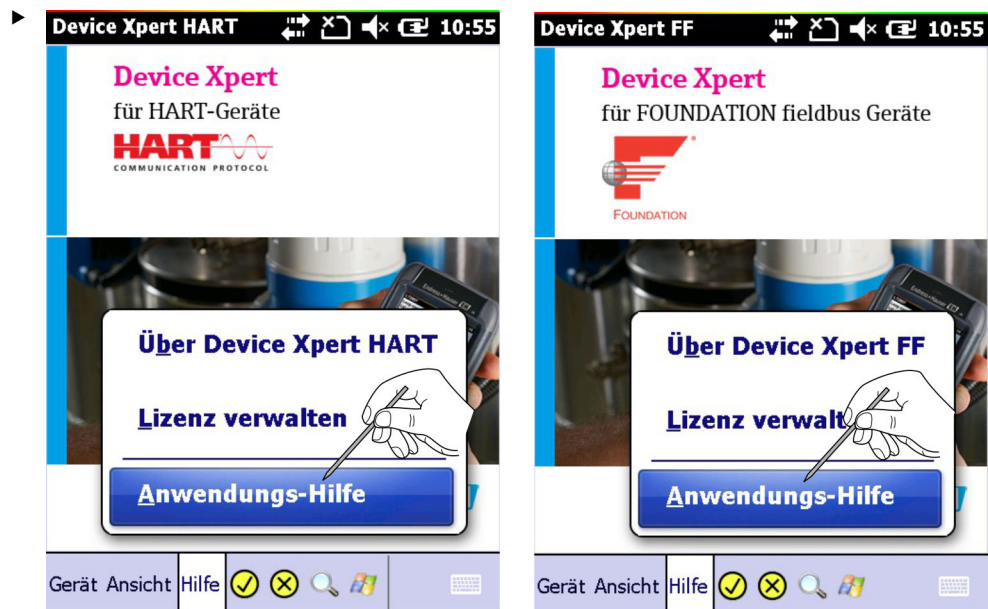 Device Xpert HART 10:55
Device Xpert
für HART-Geräte
HART
COMMUNICATION PROTOCOL
Über Device Xpert HART
Lizenz verwalten
Anwendungs-Hilfe
Gerät Ansicht Hilfe
Device Xpert FF 10:55
Device Xpert
für FOUNDATION fieldbus Geräte
FOUNDATION
Über Device Xpert FF
Lizenz verwalt
Anwendungs-Hilfe
Gerät Ansicht Hilfe